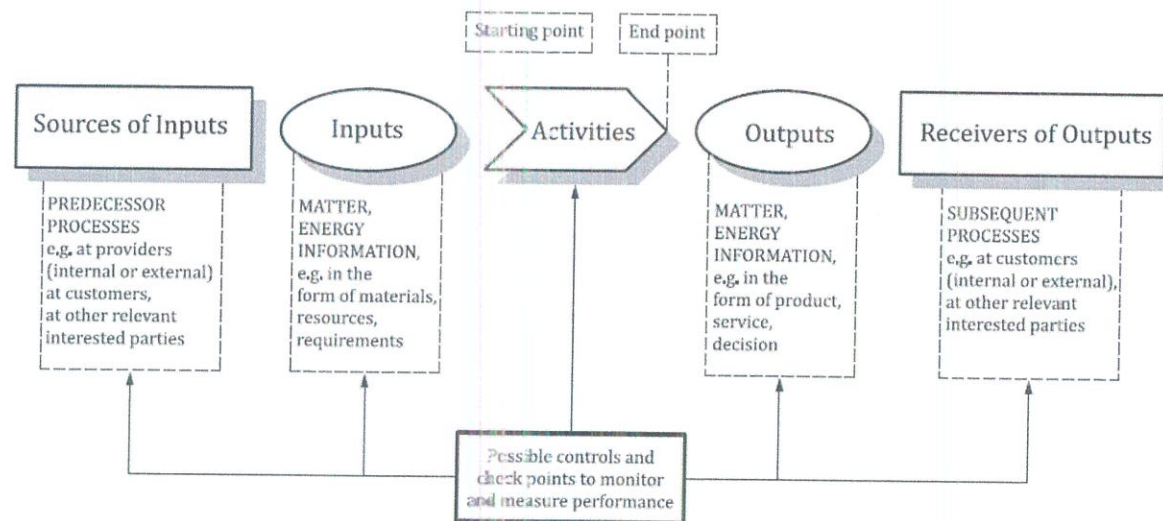 Starting point
End point
Sources of Inputs
Inputs
Activities
Outputs
Receivers of Outputs
PREDECESSOR
PROCESSES
e.g. at providers
(internal or external)
at customers,
at other relevant
interested parties
MATTER,
ENERGY
INFORMATION,
e.g. in the
form of materials,
resources,
requirements
MATTER,
ENERGY
INFORMATION,
e.g. in the
form of product,
service,
decision
SUBSEQUENT
PROCESSES
e.g. at customers
(internal or external),
at other relevant
interested parties
Possible controls and
check points to monitor
and measure performance